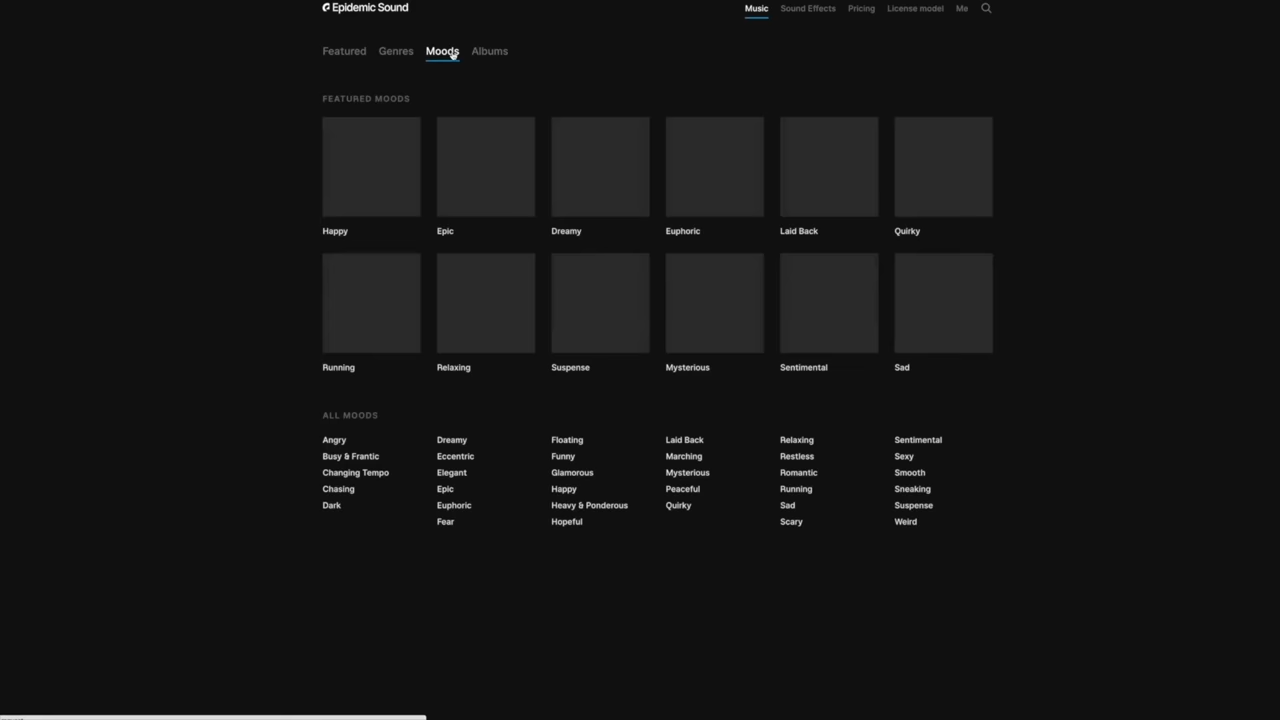 Epidemic Sound
Music Sound Effects Pricing License model Me
Featured Genres Moods Albums
FEATURED MOODS
Happy Epic Dreamy Euphoric Laid Back Quirky
Running Relaxing Suspense Mysterious Sentimental Sad
ALL MOODS
Angry Dreamy Floating Laid Back Relaxing Sentimental
Busy & Frantic Eccentric Funny Marching Restless Sexy
Changing Tempo Elegant Glamorous Mysterious Romantic Smooth
Chasing Epic Happy Peaceful Running Sneaking
Dark Euphoric Heavy & Ponderous Quirky Sad Suspense
Fear Hopeful Scary Weird